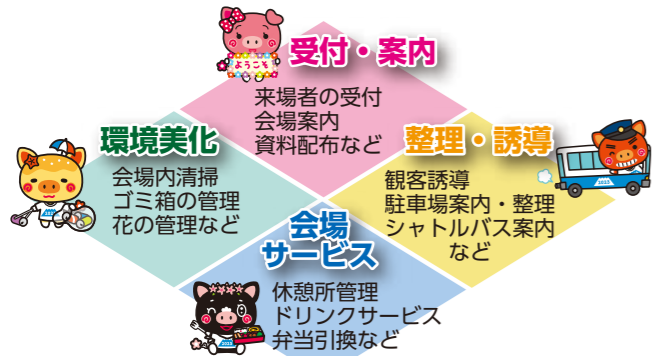 ようこそ
受付・案内
来場者の受付
会場案内
資料配布など
環境美化
会場内清掃
ゴミ箱の管理
花の管理など
整理・誘導
観客誘導
駐車場案内・整理
シャトルバス案内
など
2023
会場
サービス
休憩所管理
ドリンクサービス
弁当引換など